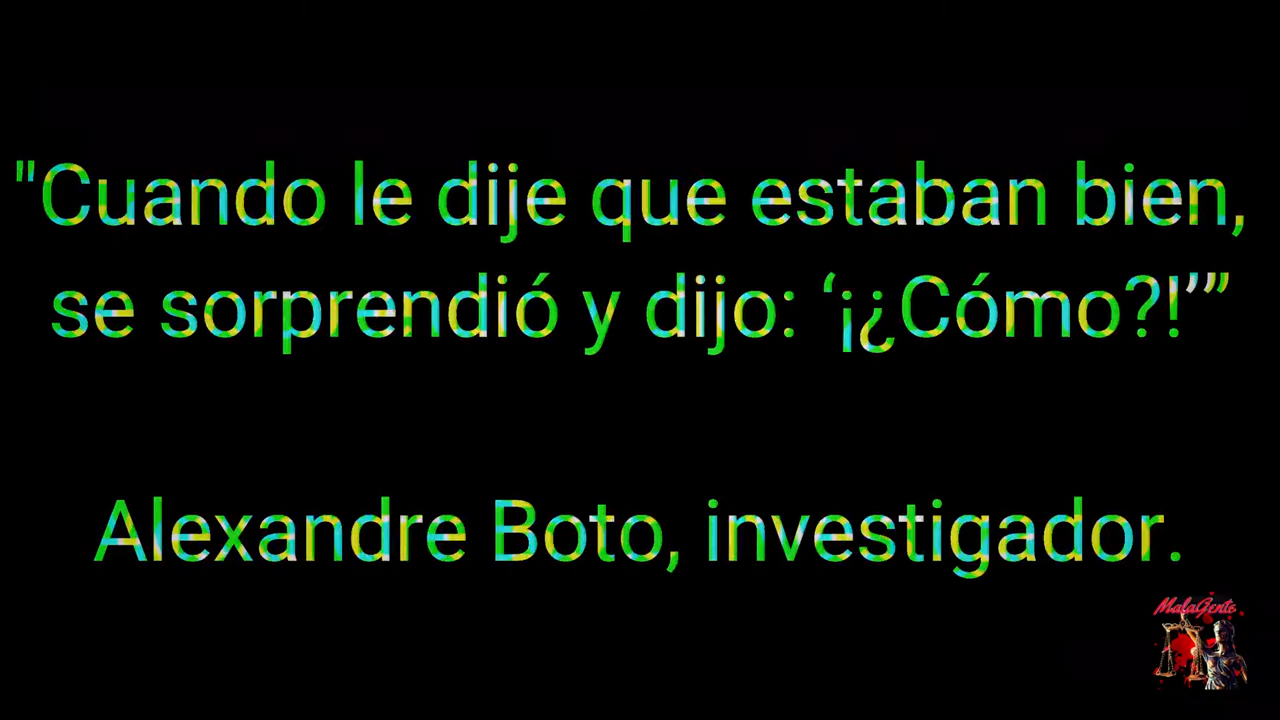 "Cuando le dije que estaban bien,
se sorprendió y dijo: ‘¡¿Cómo?!’”
Alexandre Boto, investigador.
MalaGente